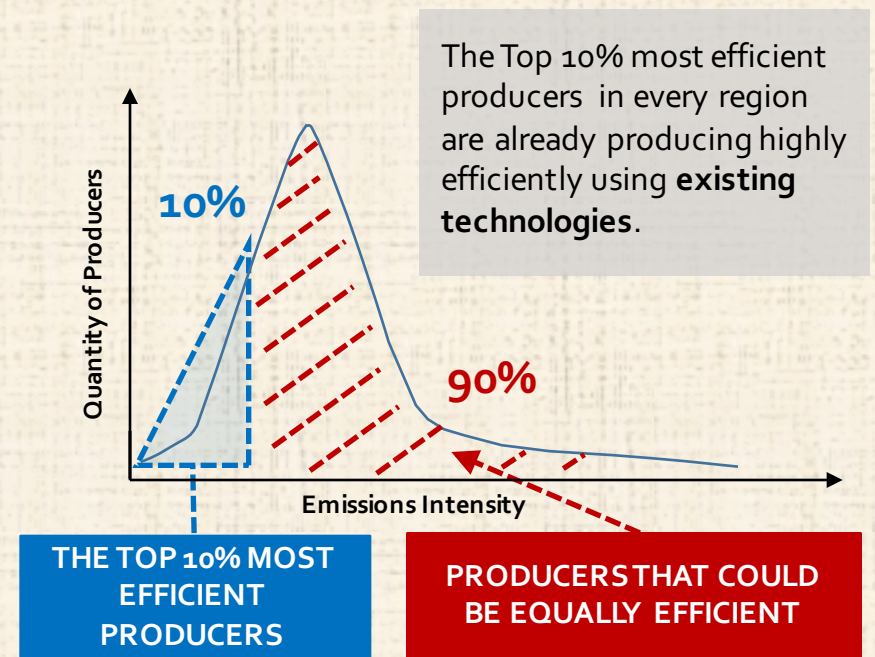 The Top 10% most efficient
producers in every region
are already producing highly
efficiently using existing
technologies.
10%
Quantity of Producers
90%
Emissions Intensity
THE TOP 10% MOST
EFFICIENT
PRODUCERS
PRODUCERS THAT COULD
BE EQUALLY EFFICIENT